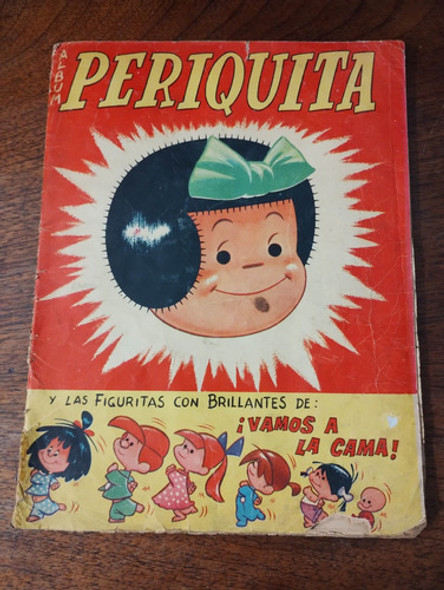 ALBUM
PERIQUITA
Y LAS FIGURITAS CON BRILLANTES DE:
¡VAMOS A
LA CAMA!